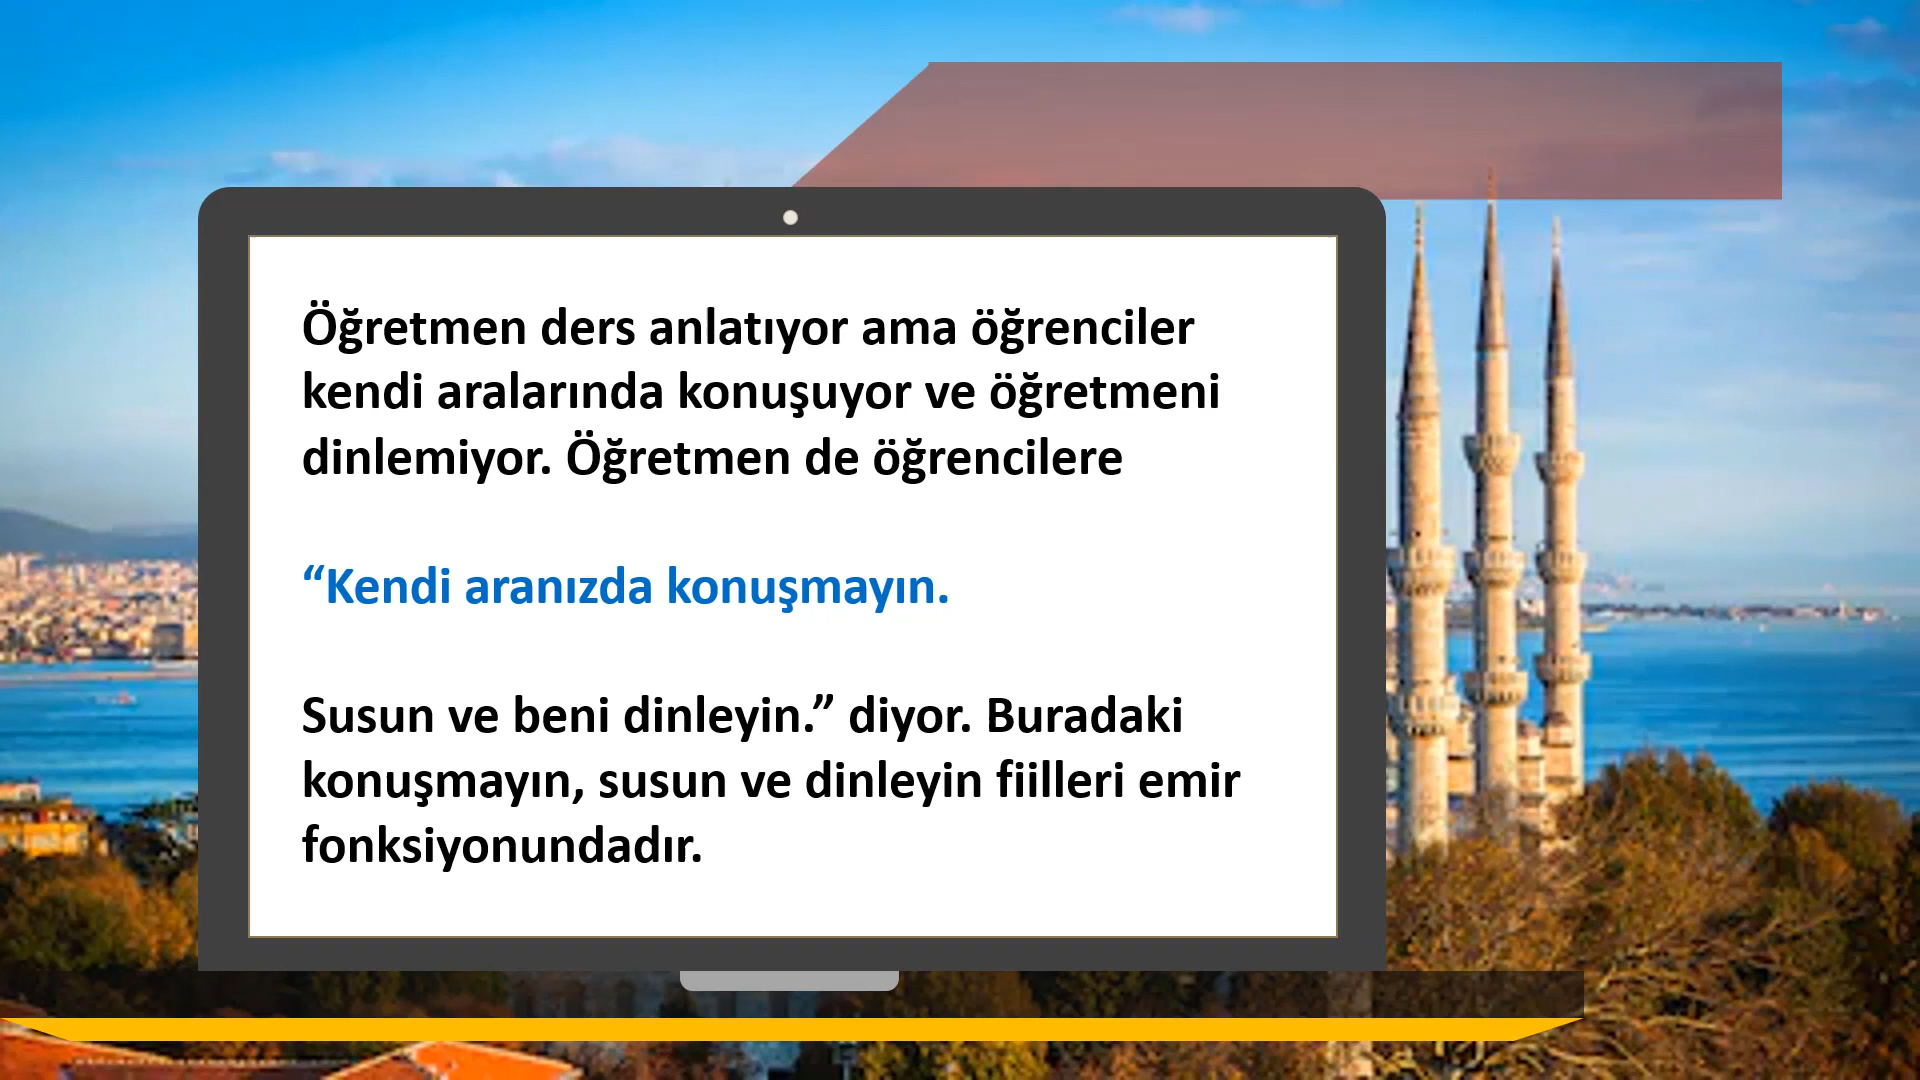 Öğretmen ders anlatıyor ama öğrenciler
kendi aralarında konuşuyor ve öğretmeni
dinlemiyor. Öğretmen de öğrencilere
“Kendi aranızda konuşmayın.
Susun ve beni dinleyin.” diyor. Buradaki
konuşmayın, susun ve dinleyin fiilleri emir
fonksiyonundadır.